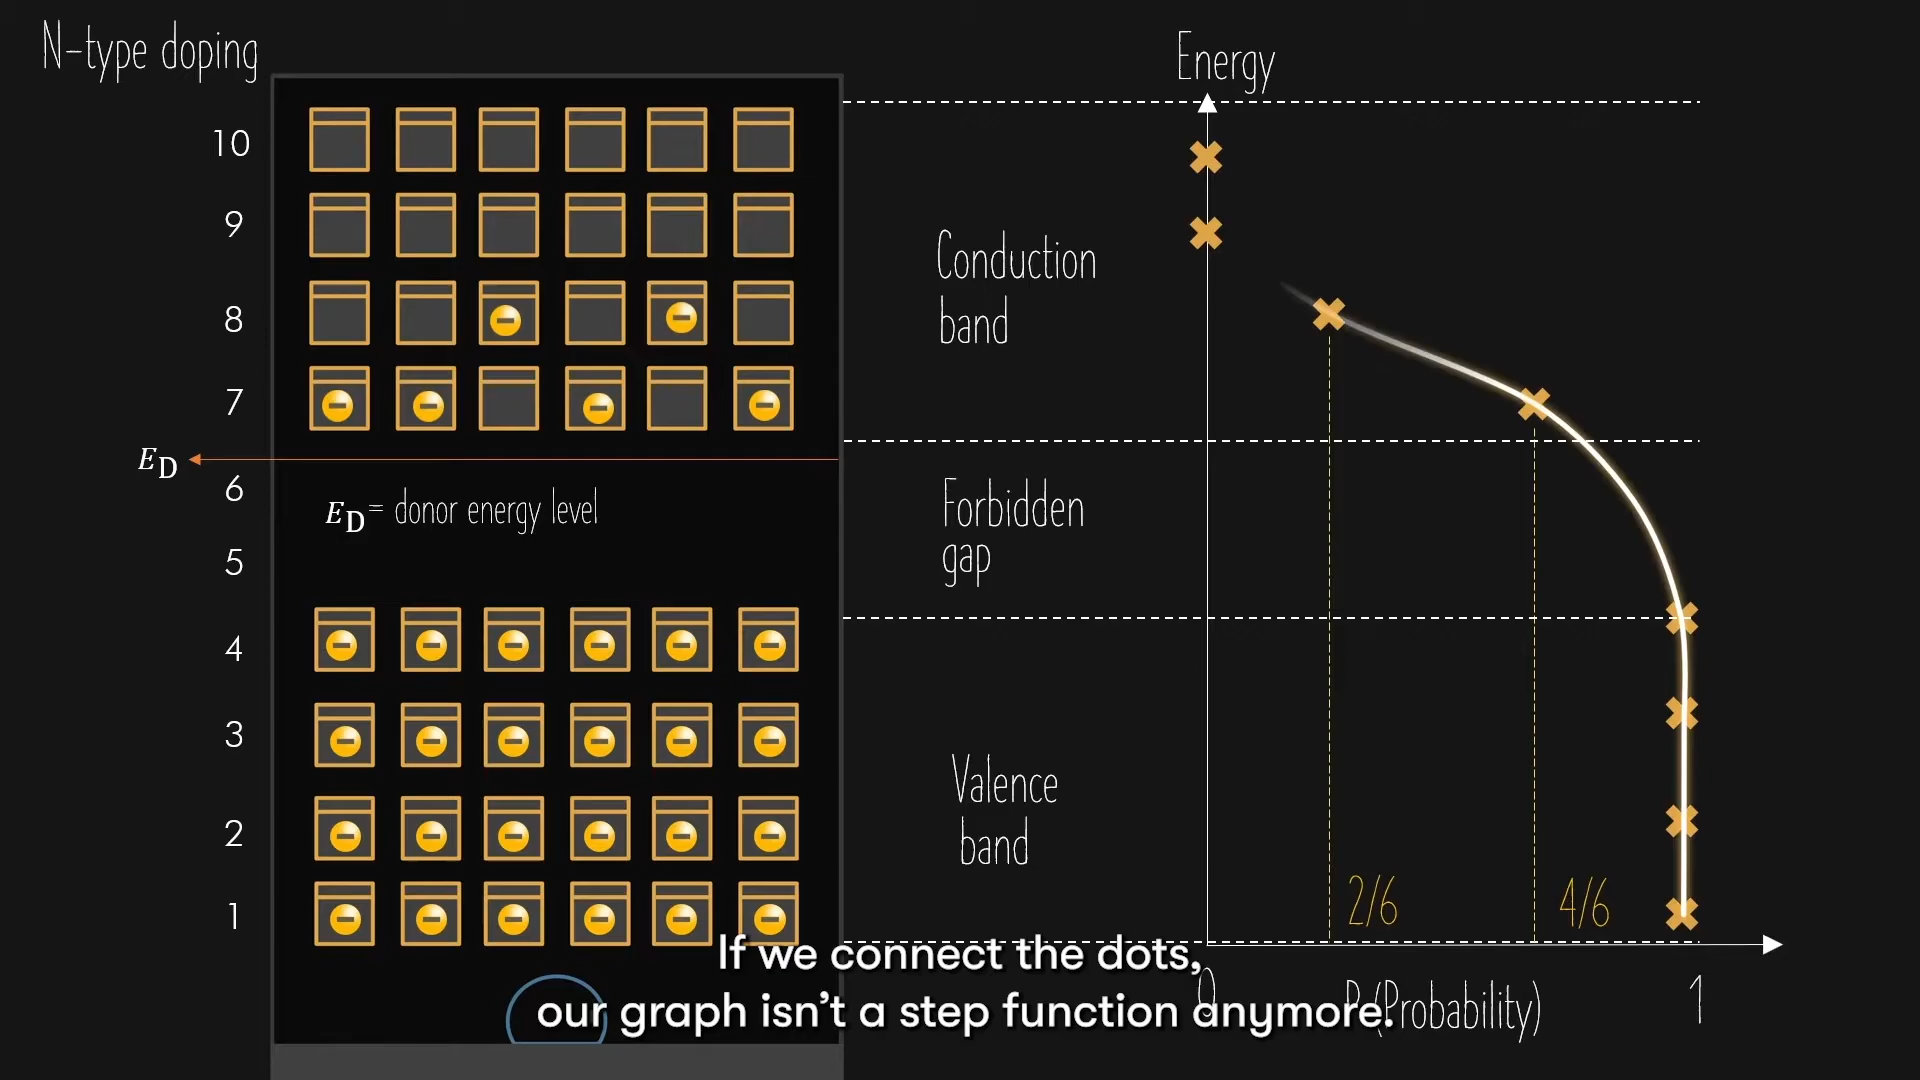 N-type doping
10
9
8
7
E_D
6
5
4
3
2
1
E_D = donor energy level
Conduction
band
Forbidden
gap
Valence
band
Energy
2/6
4/6
0
P (Probability)
1
If we connect the dots,
our graph isn't a step function anymore.